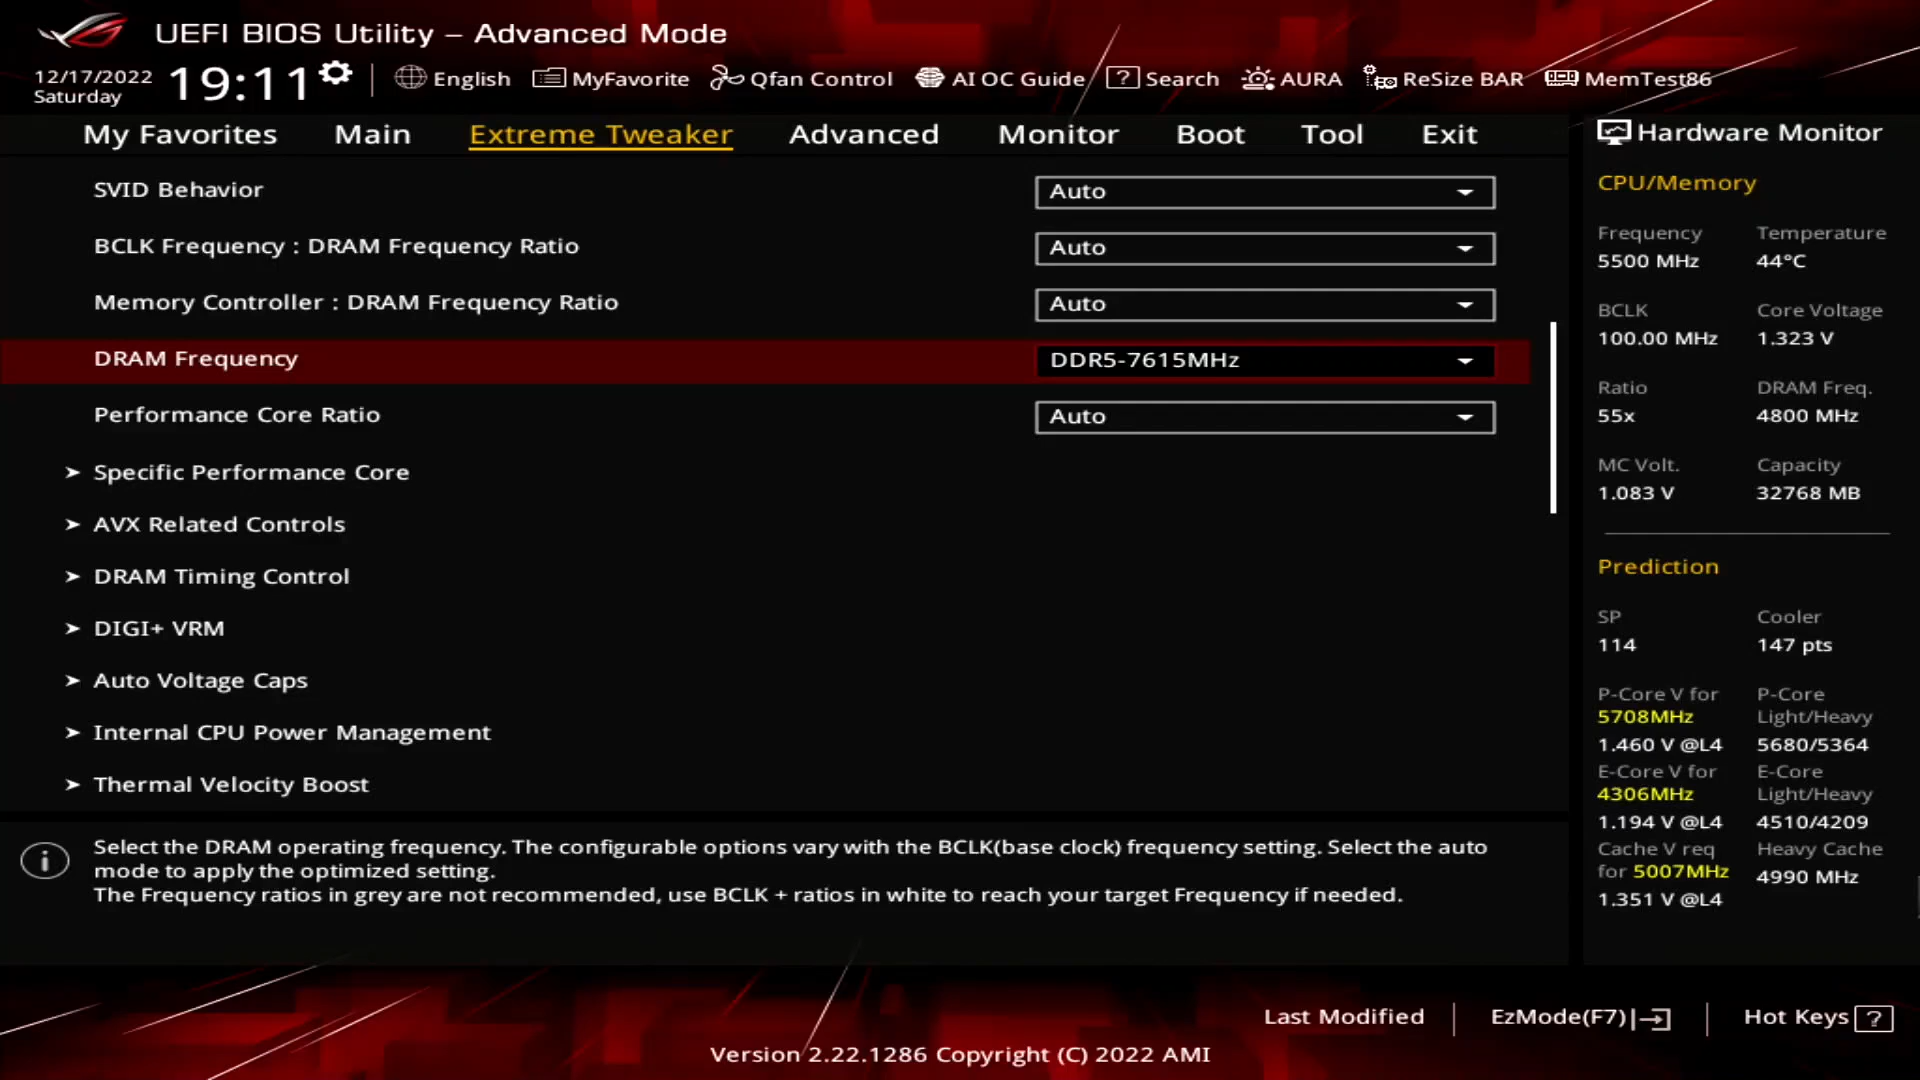 UEFI BIOS Utility – Advanced Mode
12/17/2022
Saturday
19:11
English
MyFavorite
Qfan Control
AI OC Guide
? Search
AURA
ReSize BAR
MemTest86
My Favorites
Main
Extreme Tweaker
Advanced
Monitor
Boot
Tool
Exit
SVID Behavior
Auto
BCLK Frequency : DRAM Frequency Ratio
Auto
Memory Controller : DRAM Frequency Ratio
Auto
DRAM Frequency
DDR5-7615MHz
Performance Core Ratio
Auto
Specific Performance Core
AVX Related Controls
DRAM Timing Control
DIGI+ VRM
Auto Voltage Caps
Internal CPU Power Management
Thermal Velocity Boost
Select the DRAM operating frequency. The configurable options vary with the BCLK(base clock) frequency setting. Select the auto
mode to apply the optimized setting.
The Frequency ratios in grey are not recommended, use BCLK + ratios in white to reach your target Frequency if needed.
Hardware Monitor
CPU/Memory
Frequency Temperature
5500 MHz 44°C
BCLK Core Voltage
100.00 MHz 1.323 V
Ratio DRAM Freq.
55x 4800 MHz
MC Volt. Capacity
1.083 V 32768 MB
Prediction
SP Cooler
114 147 pts
P-Core V for P-Core
5708MHz Light/Heavy
1.460 V @L4 5680/5364
E-Core V for E-Core
4306MHz Light/Heavy
1.194 V @L4 4510/4209
Cache V req Heavy Cache
for 5007MHz 4990 MHz
1.351 V @L4
Last Modified
EzMode(F7)
Hot Keys ?
Version 2.22.1286 Copyright (C) 2022 AMI